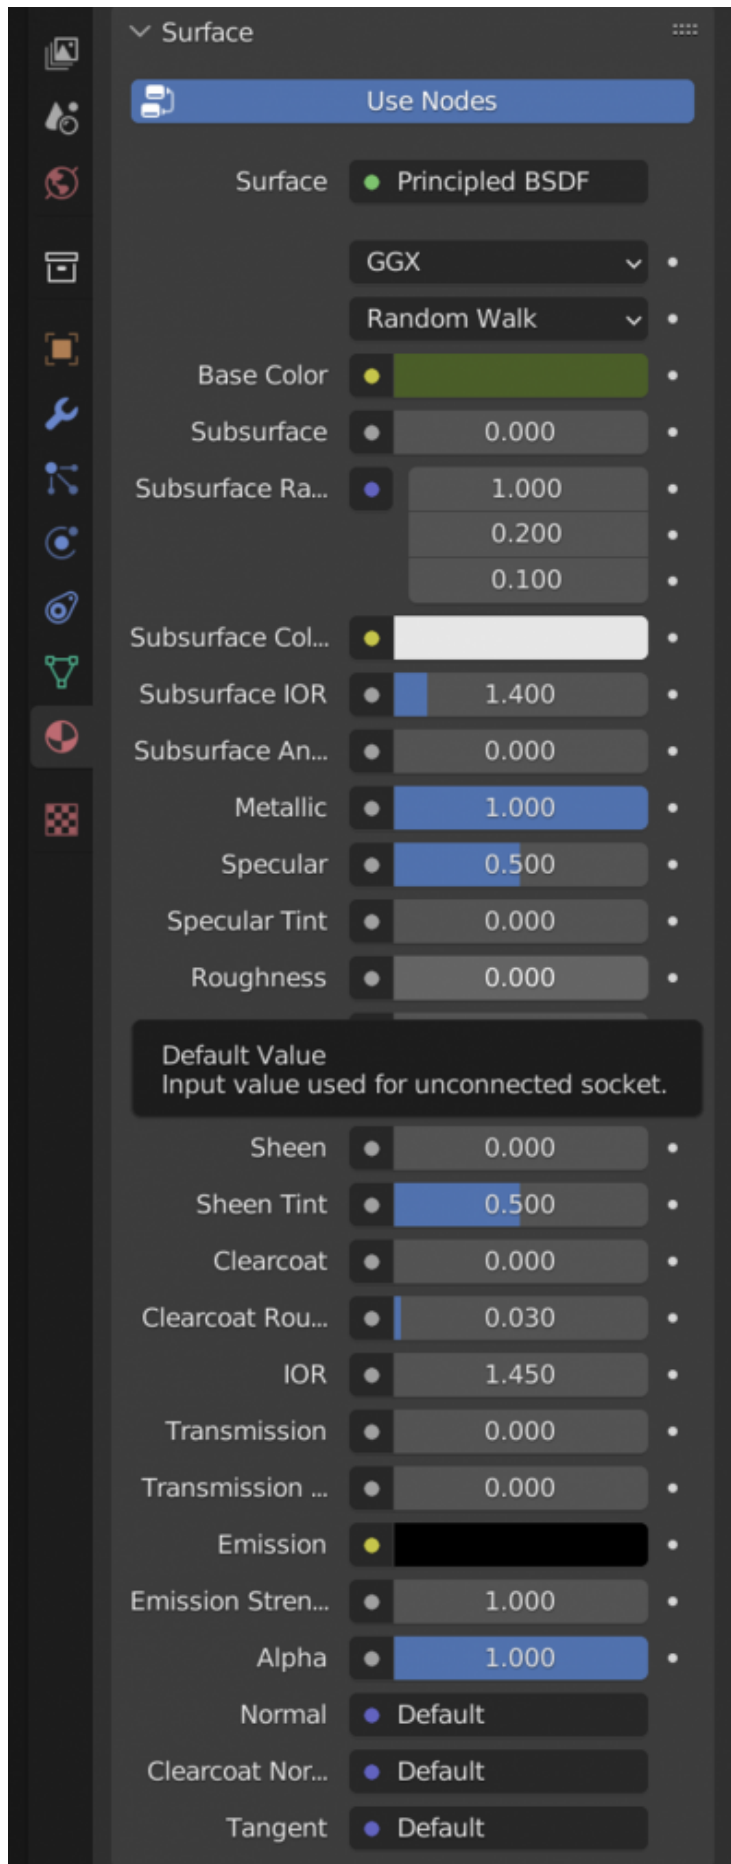 Surface
Use Nodes
Surface Principled BSDF
GGX
Random Walk
Base Color
Subsurface 0.000
Subsurface Ra... 1.000
0.200
0.100
Subsurface Col...
Subsurface IOR 1.400
Subsurface An... 0.000
Metallic 1.000
Specular 0.500
Specular Tint 0.000
Roughness 0.000
Default Value
Input value used for unconnected socket.
Sheen 0.000
Sheen Tint 0.500
Clearcoat 0.000
Clearcoat Rou... 0.030
IOR 1.450
Transmission 0.000
Transmission ... 0.000
Emission
Emission Stren... 1.000
Alpha 1.000
Normal Default
Clearcoat Nor... Default
Tangent Default